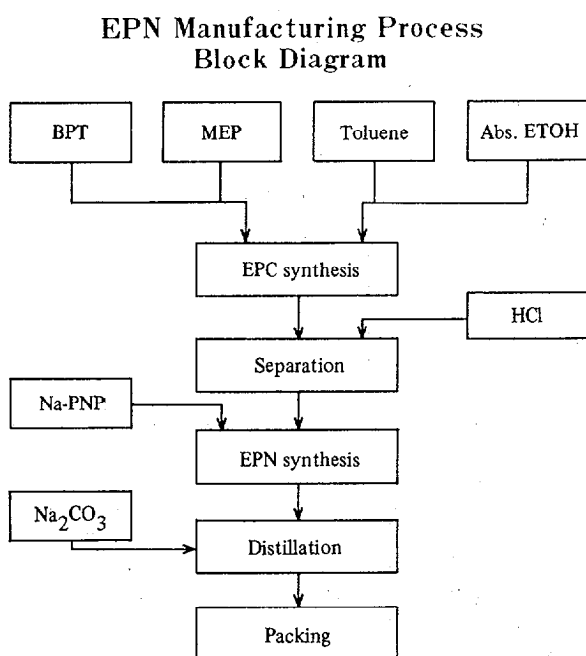 EPN Manufacturing Process
Block Diagram
BPT
MEP
Toluene
Abs. ETOH
EPC synthesis
HCl
Separation
Na-PNP
EPN synthesis
Na2CO3
Distillation
Packing